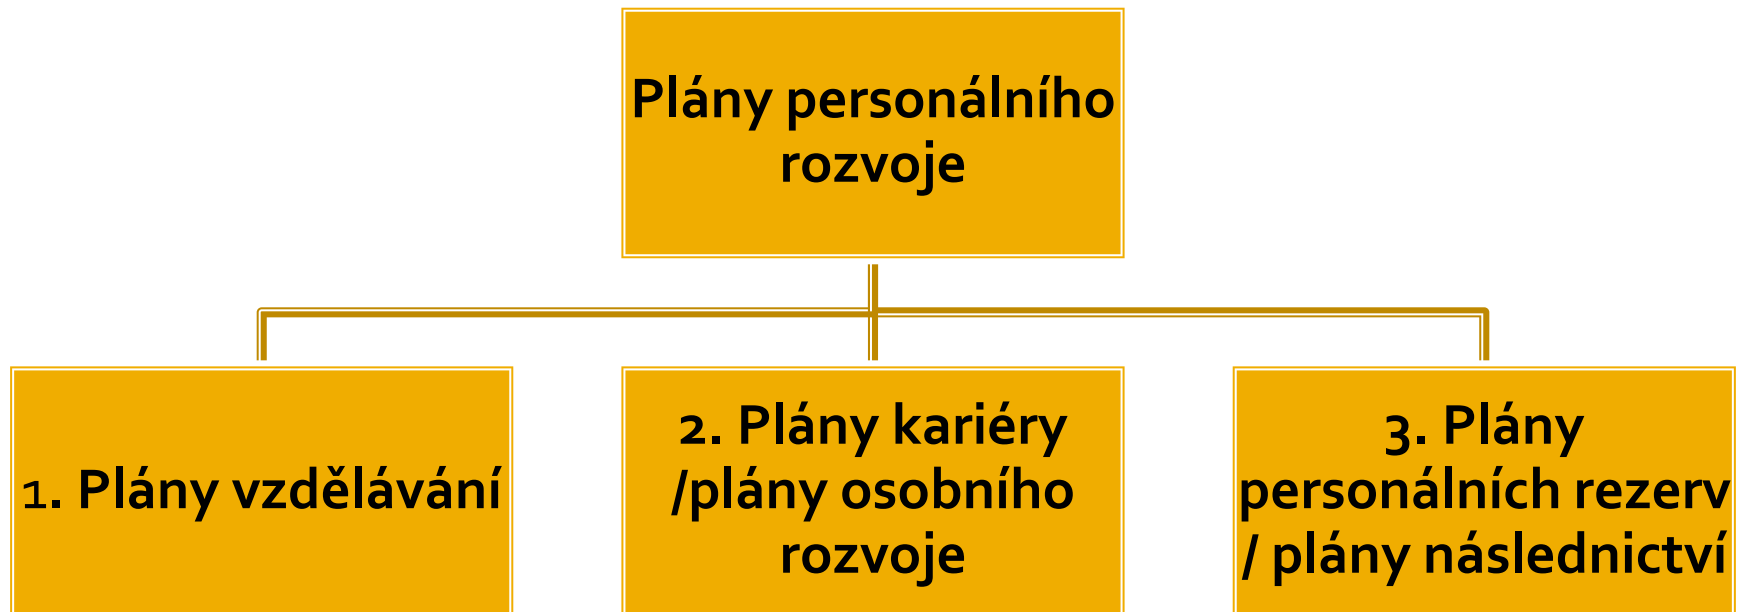 Plány personálního
rozvoje
1. Plány vzdělávání
2. Plány kariéry
/plány osobního
rozvoje
3. Plány
personálních rezerv
/ plány následnictví